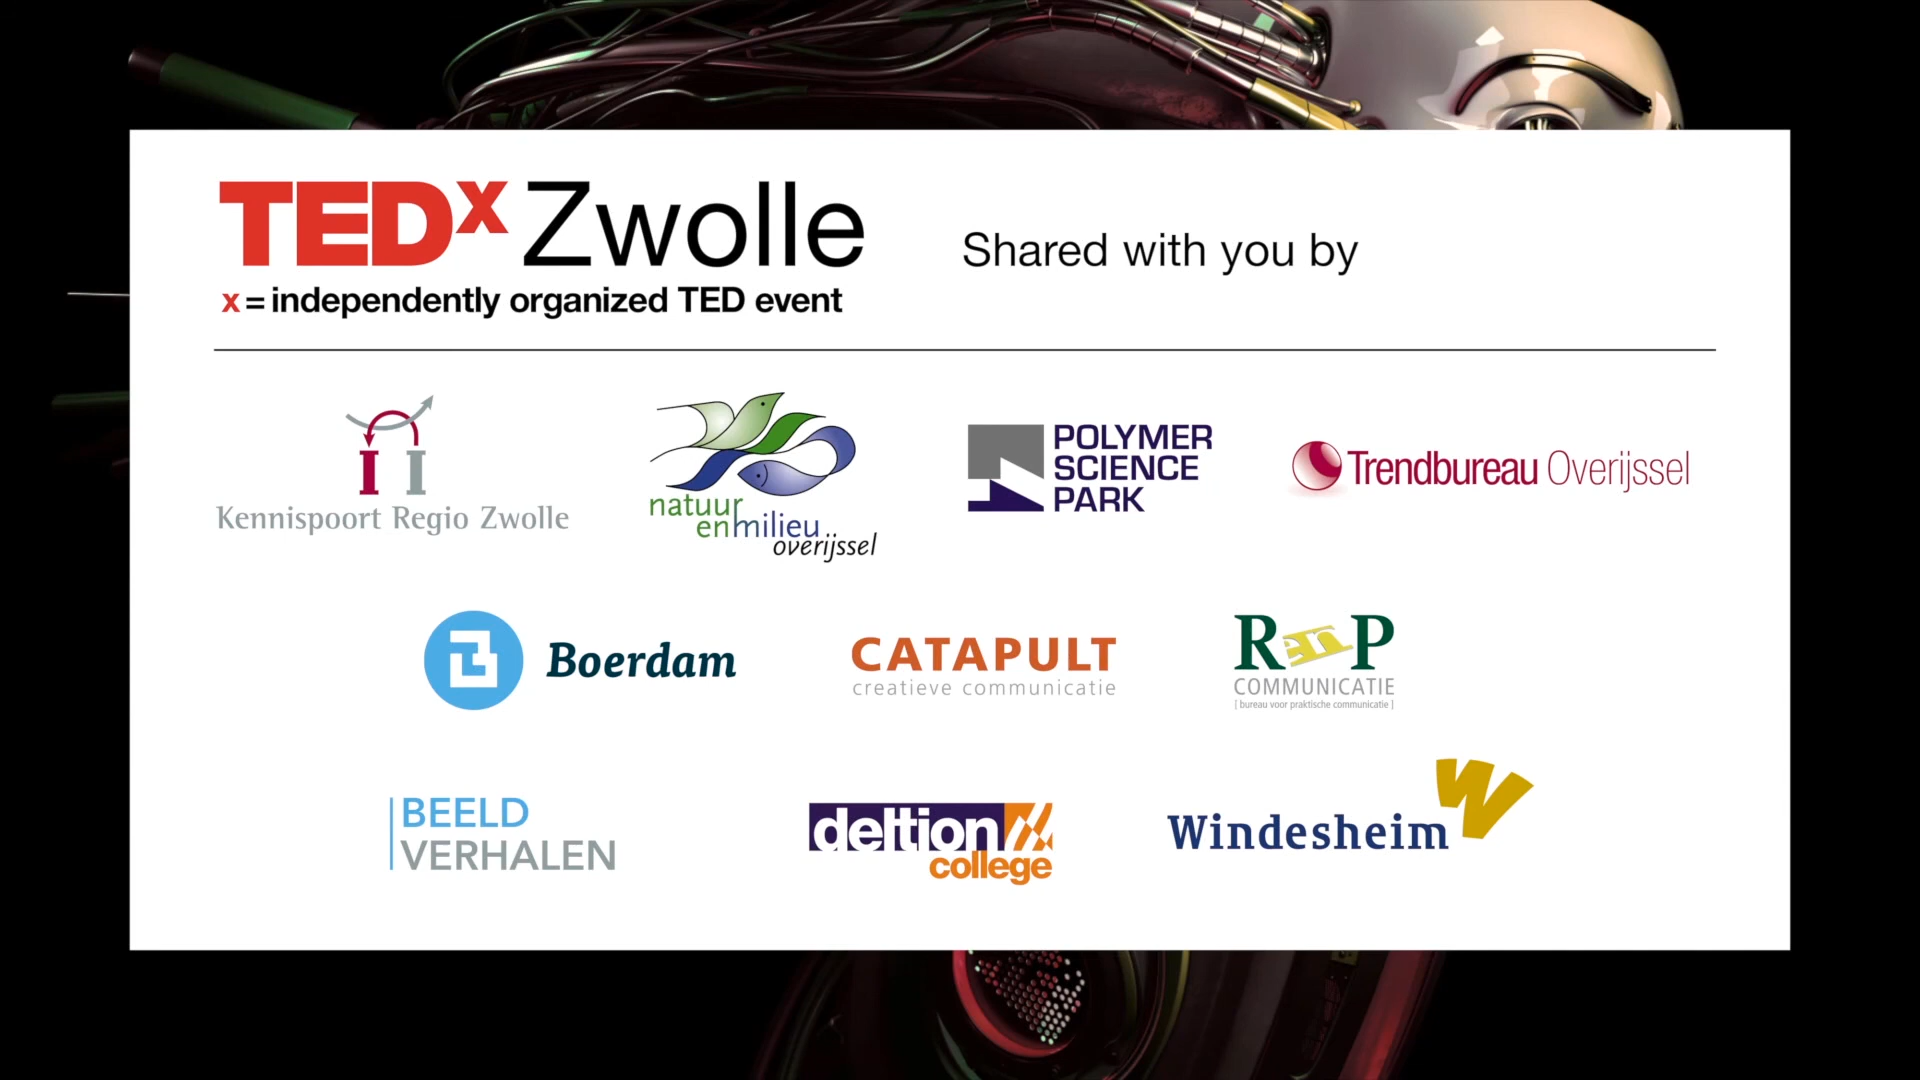 TEDx Zwolle
x = independently organized TED event
Shared with you by
Kennispoort Regio Zwolle
natuur
en milieu
overijssel
POLYMER
SCIENCE
PARK
Trendbureau Overijssel
Boerdam
CATAPULT
creatieve communicatie
R en P
COMMUNICATIE
[ bureau voor praktische communicatie ]
BEELD
VERHALEN
deltion
college
Windesheim